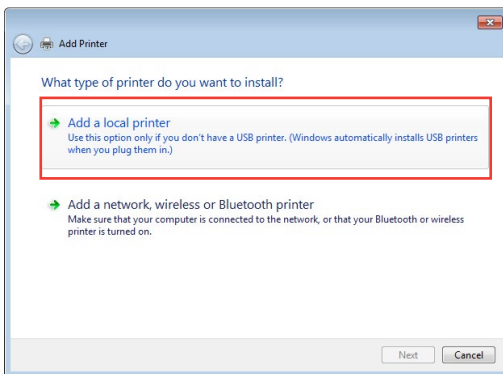 Add Printer
What type of printer do you want to install?
Add a local printer
Use this option only if you don't have a USB printer. (Windows automatically installs USB printers
when you plug them in.)
Add a network, wireless or Bluetooth printer
Make sure that your computer is connected to the network, or that your Bluetooth or wireless
printer is turned on.
Next Cancel